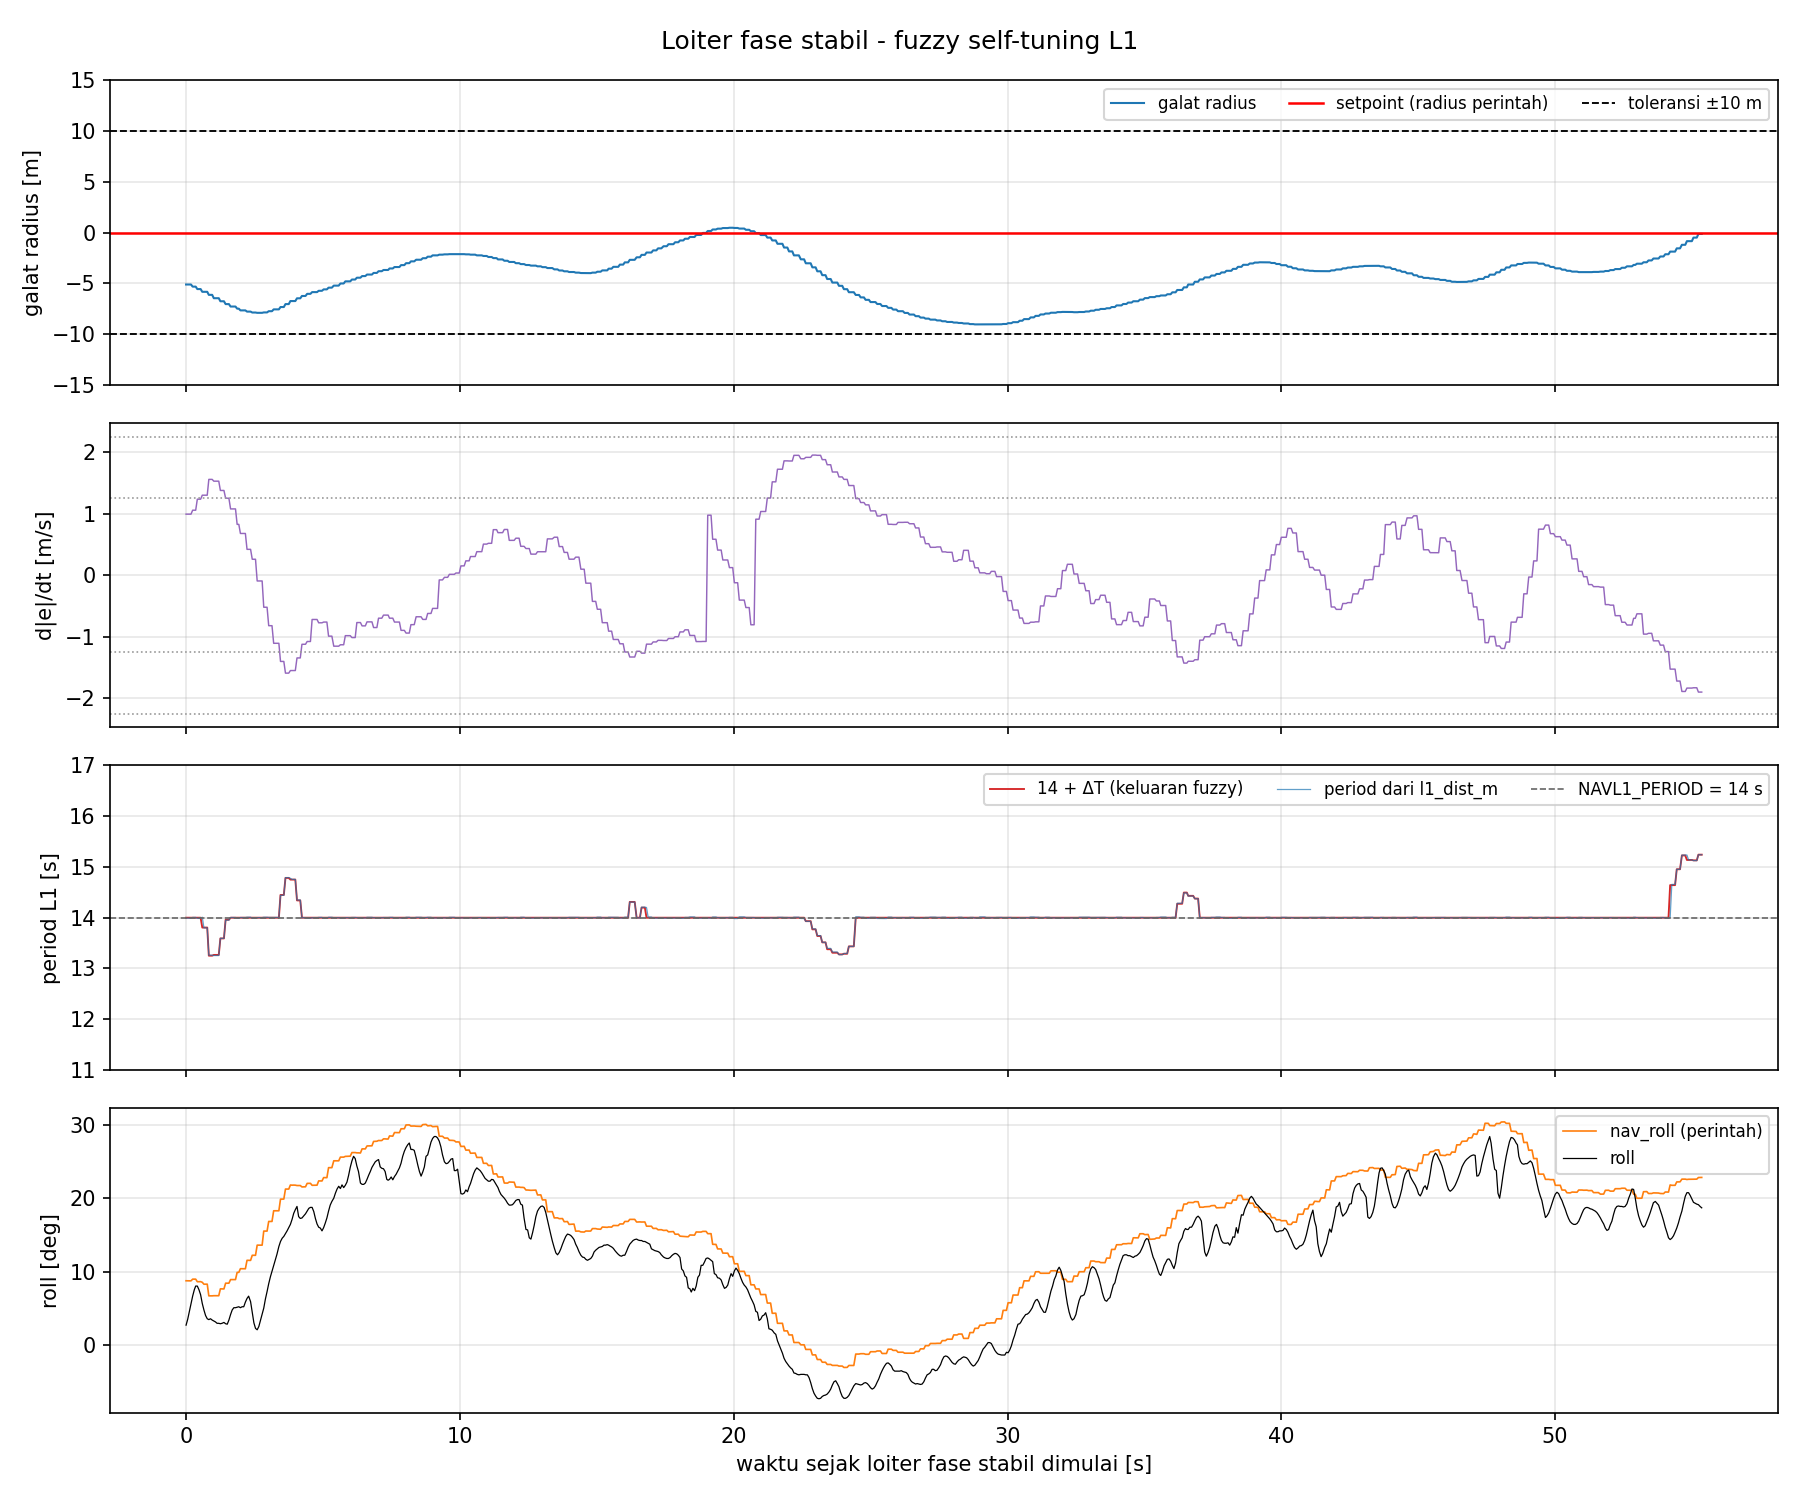 Loiter fase stabil - fuzzy self-tuning L1
galat radius [m]
15
10
5
0
−5
−10
−15
galat radius
setpoint (radius perintah)
toleransi ±10 m
d|e|/dt [m/s]
2
1
0
−1
−2
period L1 [s]
17
16
15
14
13
12
11
14 + ΔT (keluaran fuzzy)
period dari l1_dist_m
NAVL1_PERIOD = 14 s
roll [deg]
30
20
10
0
nav_roll (perintah)
roll
0
10
20
30
40
50
waktu sejak loiter fase stabil dimulai [s]